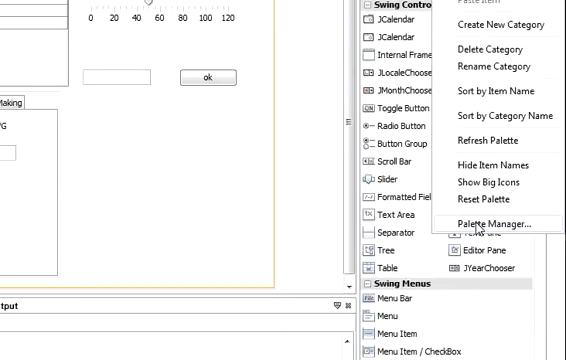 Paste Item
Create New Category
Delete Category
Rename Category
Sort by Item Name
Sort by Category Name
Refresh Palette
Hide Item Names
Show Big Icons
Reset Palette
Palette Manager...
0 20 40 60 80 100 120
ok
Making
Swing Contro
JCalendar
JCalendar
Internal Frame
JLocaleChoose
JMonthChoose
Toggle Button
Radio Button
Button Group
Scroll Bar
Slider
Formatted Fiel
Text Area
Separator
Tree
Editor Pane
Table
JYearChooser
Swing Menus
Menu Bar
Menu
Menu Item
Menu Item / CheckBox
tput